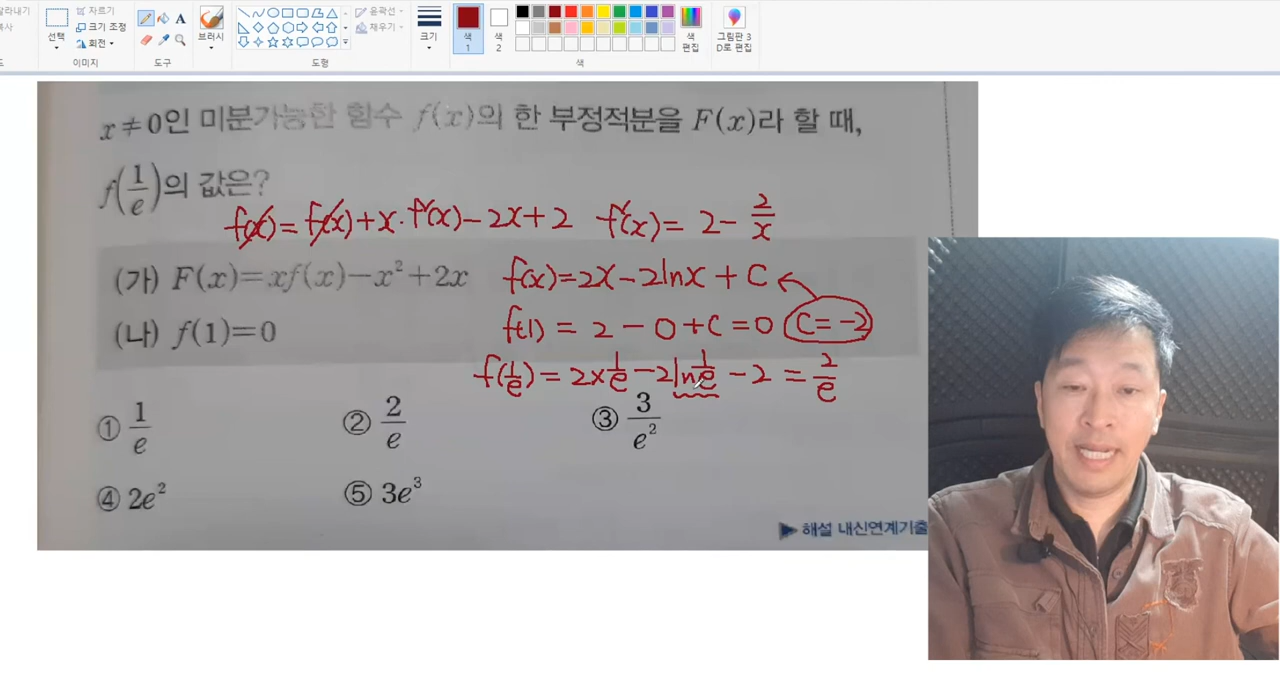 자르기
크기 조정
회전
선택
이미지
도구
브러시
윤곽선
채우기
도형
크기
색
1
색
2
색
편집
색
그림판 3
D로 편집
x≠0인 미분가능한 함수 f(x)의 한 부정적분을 F(x)라 할 때,
f(1/e)의 값은?
f(x) = f(x) + x·f'(x) - 2x + 2 f'(x) = 2 - 2/x
(가) F(x)=xf(x)-x²+2x f(x) = 2x - 2lnx + C
(나) f(1)=0 f(1) = 2 - 0 + C = 0 C = -2
f(1/e) = 2×1/e - 2ln1/e - 2 = 2/e
① 1/e ② 2/e ③ 3/e²
④ 2e² ⑤ 3e³
▶ 해설 내신연계기출